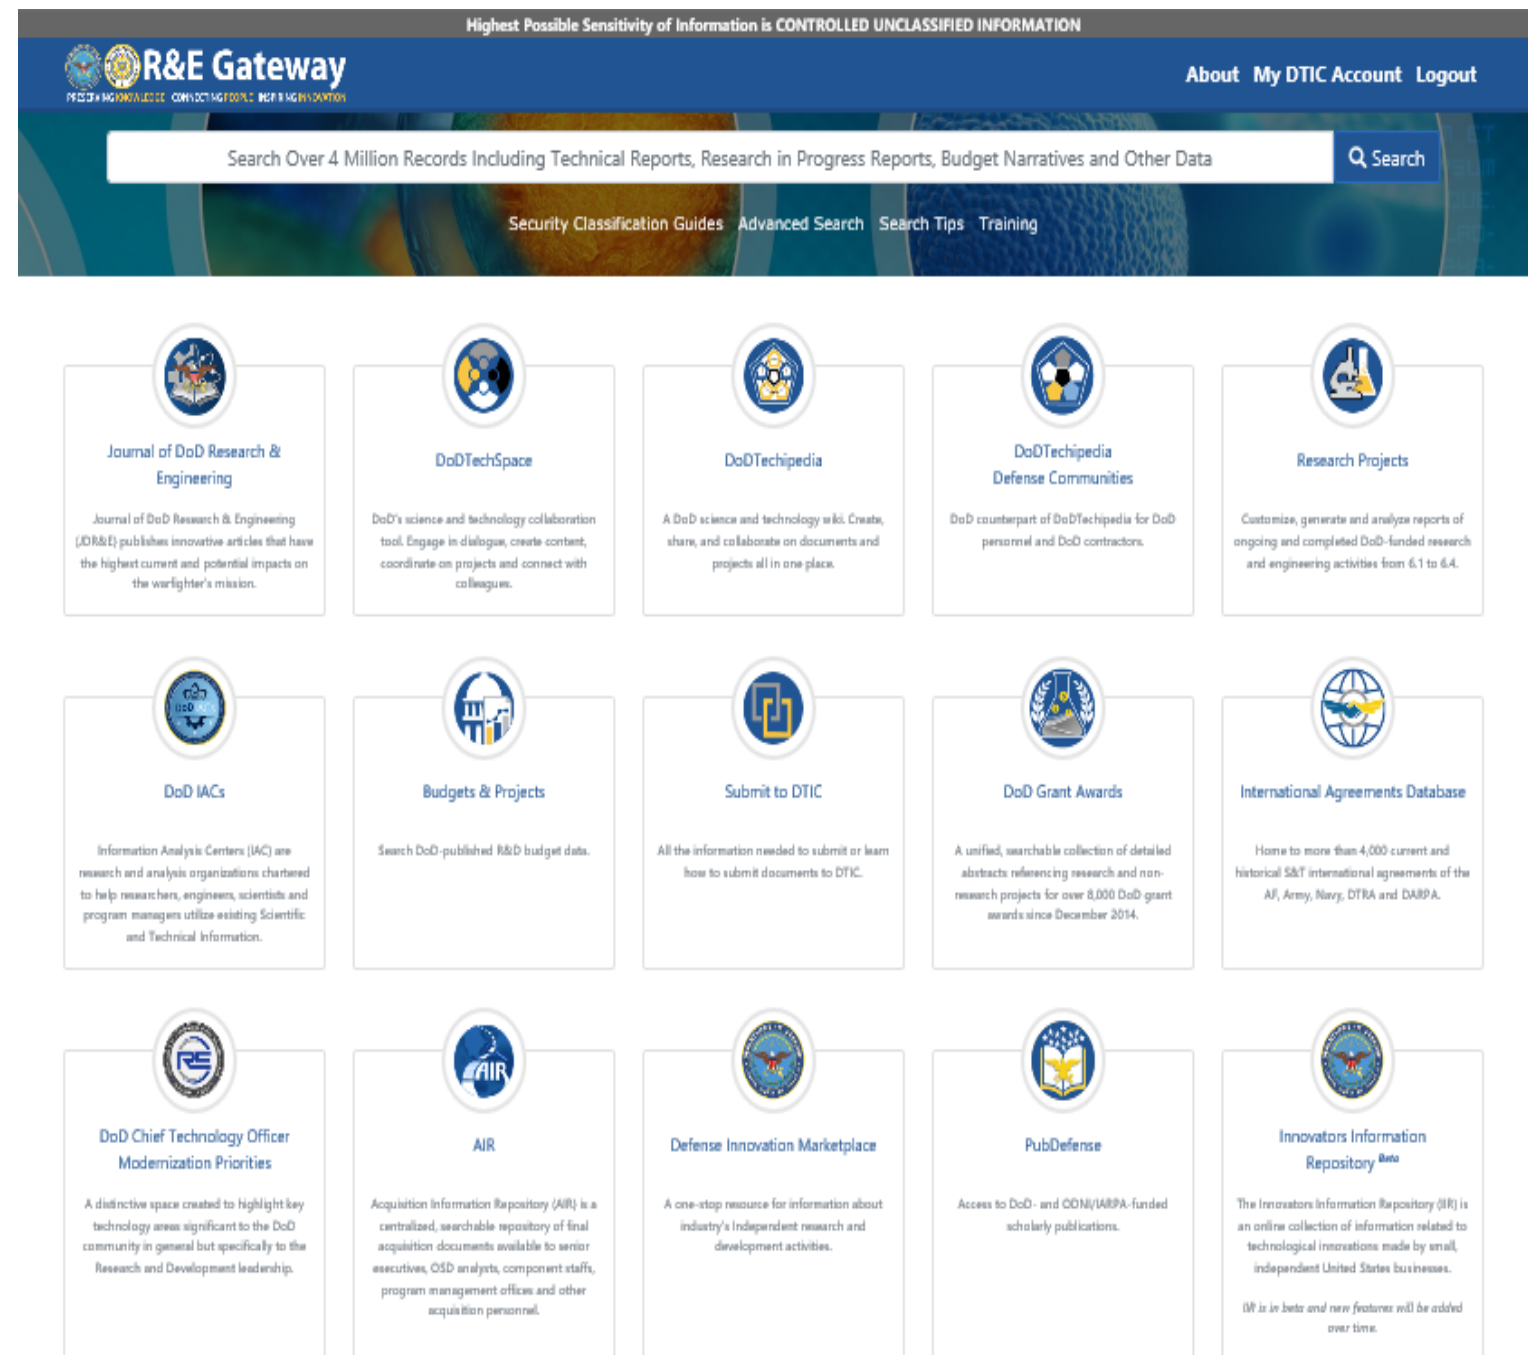 Highest Possible Sensitivity of Information is CONTROLLED UNCLASSIFIED INFORMATION
R&E Gateway
PRESERVING KNOWLEDGE CONNECTING PEOPLE INSPIRING INNOVATION
About My DTIC Account Logout
Search Over 4 Million Records Including Technical Reports, Research in Progress Reports, Budget Narratives and Other Data
Search
Security Classification Guides Advanced Search Search Tips Training
Journal of DoD Research &
Engineering
Journal of DoD Research & Engineering
(JDR&E) publishes innovative articles that have
the highest current and potential impacts on
the warfighter's mission.
DoDTechSpace
DoD's science and technology collaboration
tool. Engage in dialogue, create content,
coordinate on projects and connect with
colleagues.
DoDTechipedia
A DoD science and technology wiki. Create,
share, and collaborate on documents and
projects all in one place.
DoDTechipedia
Defense Communities
DoD counterpart of DoDTechipedia for DoD
personnel and DoD contractors.
Research Projects
Customize, generate and analyze reports of
ongoing and completed DoD-funded research
and engineering activities from 6.1 to 6.4.
DoD IACs
DoD IACs
Information Analysis Centers (IAC) are
research and analysis organizations chartered
to help researchers, engineers, scientists and
program managers utilize existing Scientific
and Technical Information.
Budgets & Projects
Search DoD-published R&D budget data.
Submit to DTIC
All the information needed to submit or learn
how to submit documents to DTIC.
DoD Grant Awards
A unified, searchable collection of detailed
abstracts referencing research and non-
research projects for over 8,000 DoD grant
awards since December 2014.
International Agreements Database
Home to more than 4,000 current and
historical S&T international agreements of the
AF, Army, Navy, DTRA and DARPA.
RE
DoD Chief Technology Officer
Modernization Priorities
A distinctive space created to highlight key
technology areas significant to the DoD
community in general but specifically to the
Research and Development leadership.
AIR
AIR
Acquisition Information Repository (AIR) is a
centralized, searchable repository of final
acquisition documents available to senior
executives, OSD analysts, component staffs,
program management offices and other
acquisition personnel.
Defense Innovation Marketplace
A one-stop resource for information about
industry's Independent research and
development activities.
PubDefense
Access to DoD- and ODNI/IARPA-funded
scholarly publications.
Innovators Information
Repository Beta
The Innovators Information Repository (IIR) is
an online collection of information related to
technological innovations made by small,
independent United States businesses.
IIR is in beta and new features will be added
over time.